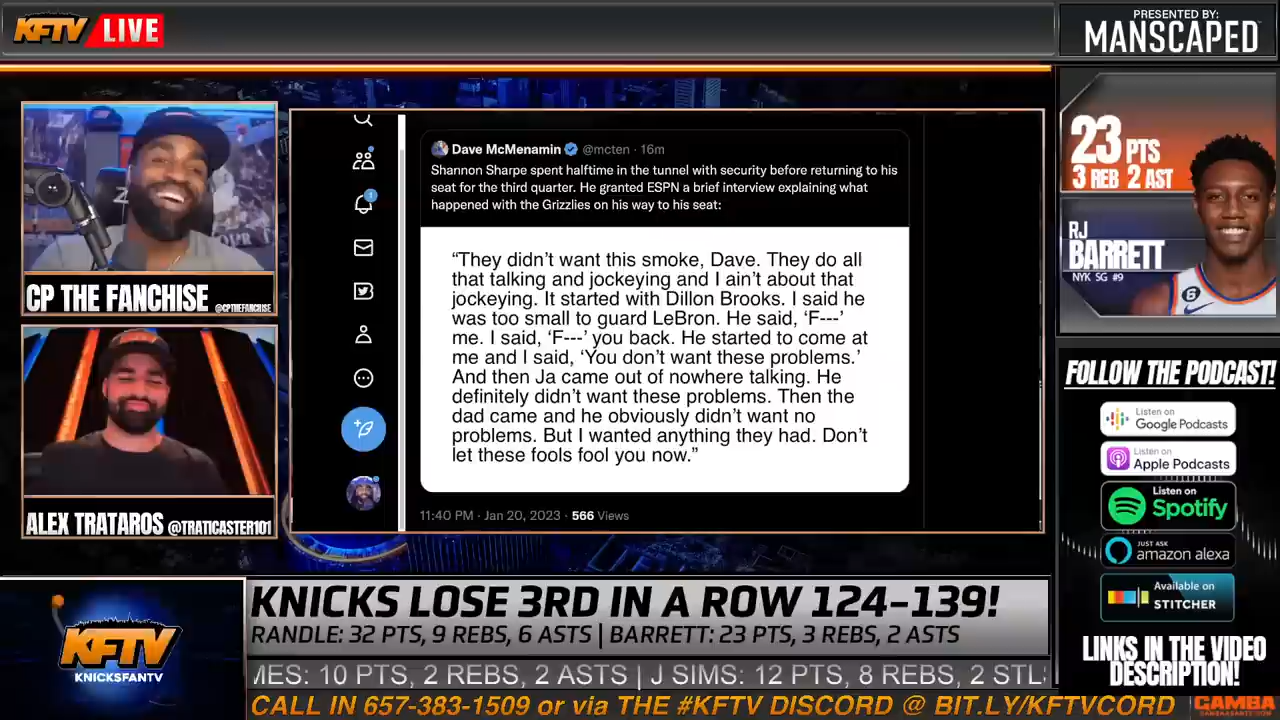 KFTV LIVE
PRESENTED BY:
MANSCAPED
Dave McMenamin @mcten · 16m
Shannon Sharpe spent halftime in the tunnel with security before returning to his
seat for the third quarter. He granted ESPN a brief interview explaining what
happened with the Grizzlies on his way to his seat:
“They didn’t want this smoke, Dave. They do all
that talking and jockeying and I ain’t about that
jockeying. It started with Dillon Brooks. I said he
was too small to guard LeBron. He said, ‘F---’
me. I said, ‘F---’ you back. He started to come at
me and I said, ‘You don’t want these problems.’
And then Ja came out of nowhere talking. He
definitely didn’t want these problems. Then the
dad came and he obviously didn’t want no
problems. But I wanted anything they had. Don’t
let these fools fool you now.”
11:40 PM · Jan 20, 2023 · 566 Views
1
CP THE FANCHISE @CPTHEFANCHISE
ALEX TRATAROS @TRATICASTER101
23 PTS
3 REB 2 AST
RJ
BARRETT
NYK SG #9
6
FOLLOW THE PODCAST!
Listen on
Google Podcasts
Listen on
Apple Podcasts
Listen on
Spotify
JUST ASK
amazon alexa
Available on
STITCHER
LINKS IN THE VIDEO
DESCRIPTION!
KFTV
KNICKSFANTV
KNICKS LOSE 3RD IN A ROW 124-139!
RANDLE: 32 PTS, 9 REBS, 6 ASTS | BARRETT: 23 PTS, 3 REBS, 2 ASTS
MES: 10 PTS, 2 REBS, 2 ASTS | J SIMS: 12 PTS, 8 REBS, 2 STL
CALL IN 657-383-1509 or via THE #KFTV DISCORD @ BIT.LY/KFTVCORD
GAMBA